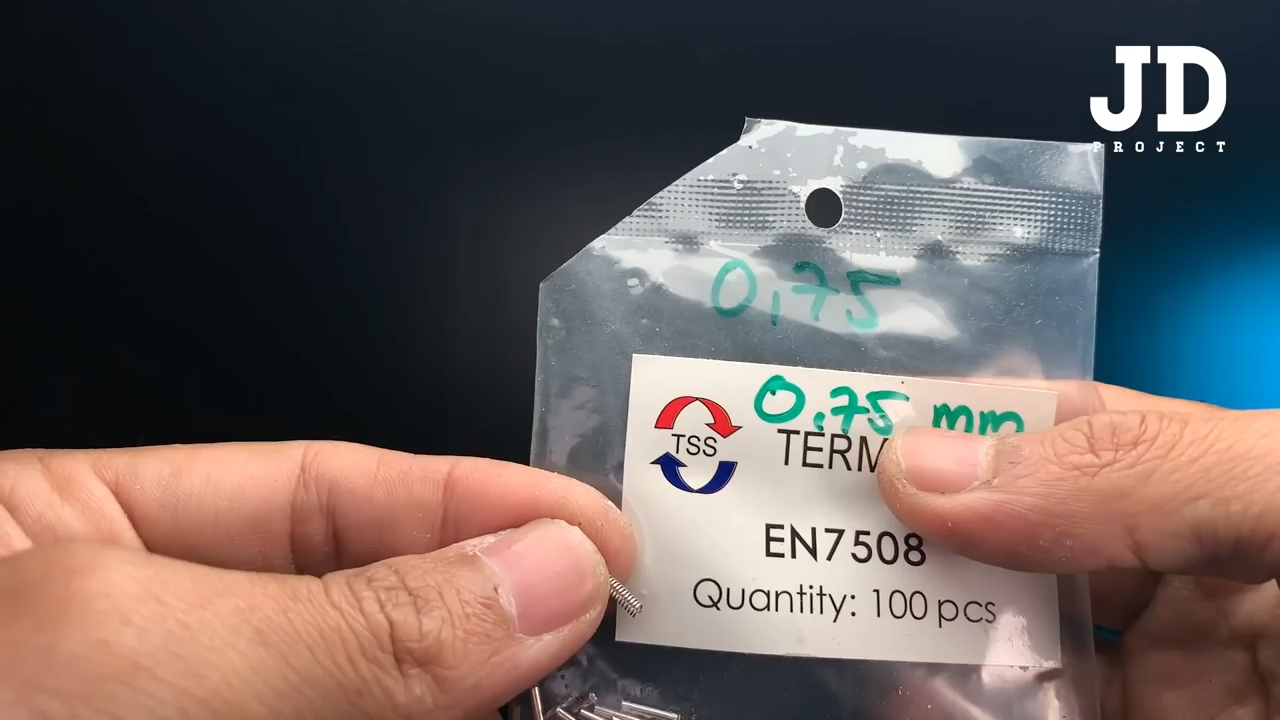 JD
PROJECT
0,75
0,75 mm
TSS
EN7508
Quantity: 100 pcs